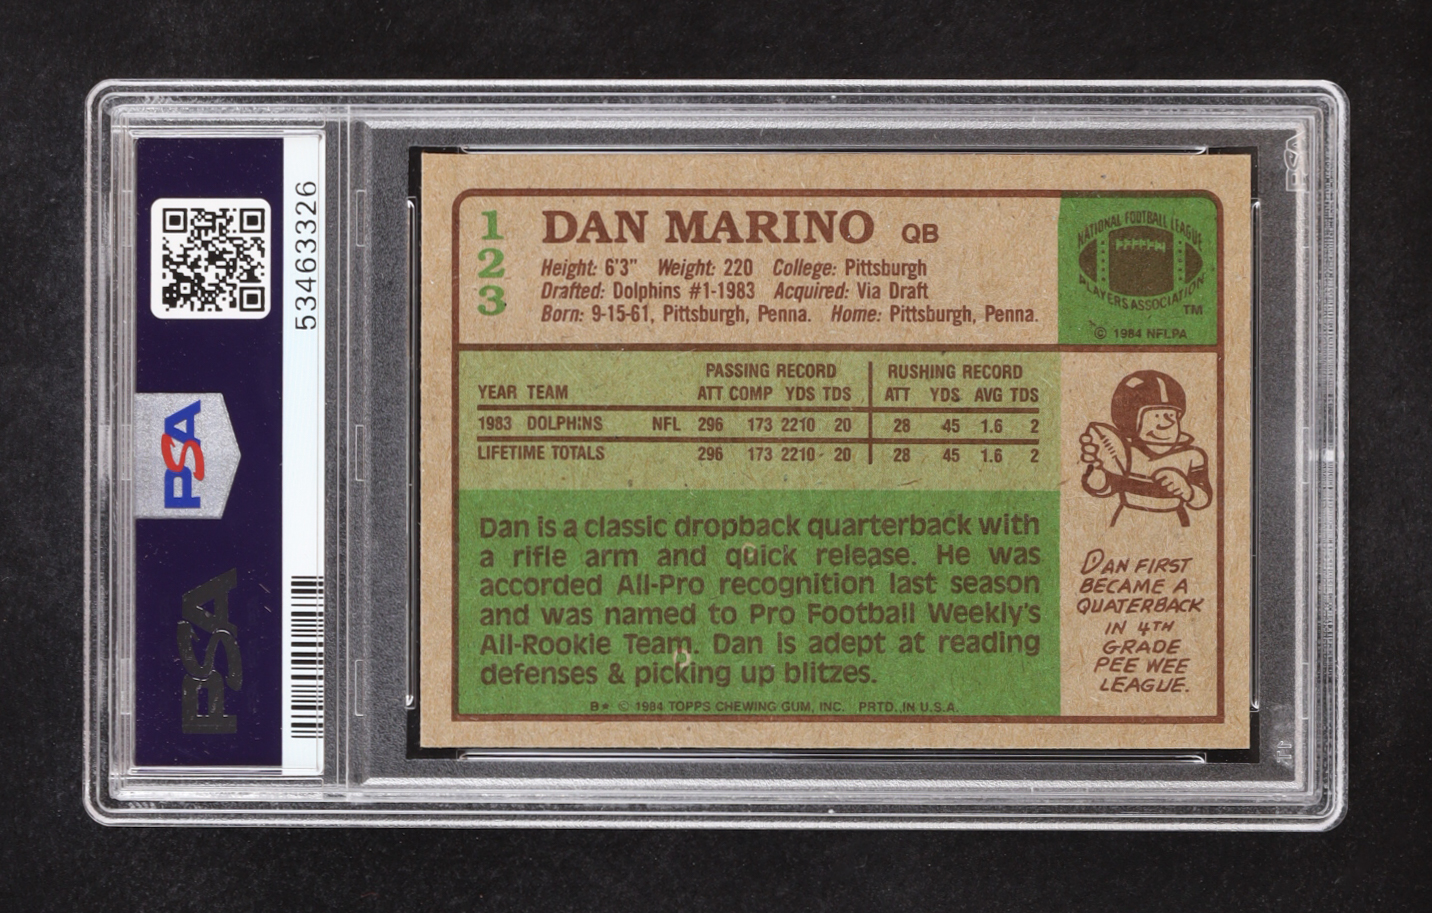 53463326
PSA
PSA
PSA
123
DAN MARINO QB
Height: 6'3" Weight: 220 College: Pittsburgh
Drafted: Dolphins #1-1983 Acquired: Via Draft
Born: 9-15-61, Pittsburgh, Penna. Home: Pittsburgh, Penna.
NATIONAL FOOTBALL LEAGUE
PLAYERS ASSOCIATION
TM
© 1984 NFLPA
PASSING RECORD RUSHING RECORD
YEAR TEAM ATT COMP YDS TDS ATT YDS AVG TDS
1983 DOLPHINS NFL 296 173 2210 20 28 45 1.6 2
LIFETIME TOTALS 296 173 2210 20 28 45 1.6 2
Dan is a classic dropback quarterback with
a rifle arm and quick release. He was
accorded All-Pro recognition last season
and was named to Pro Football Weekly's
All-Rookie Team. Dan is adept at reading
defenses & picking up blitzes.
B* © 1984 TOPPS CHEWING GUM, INC. PRTD. IN U.S.A.
DAN FIRST
BECAME A
QUATERBACK
IN 4TH
GRADE
PEE WEE
LEAGUE.